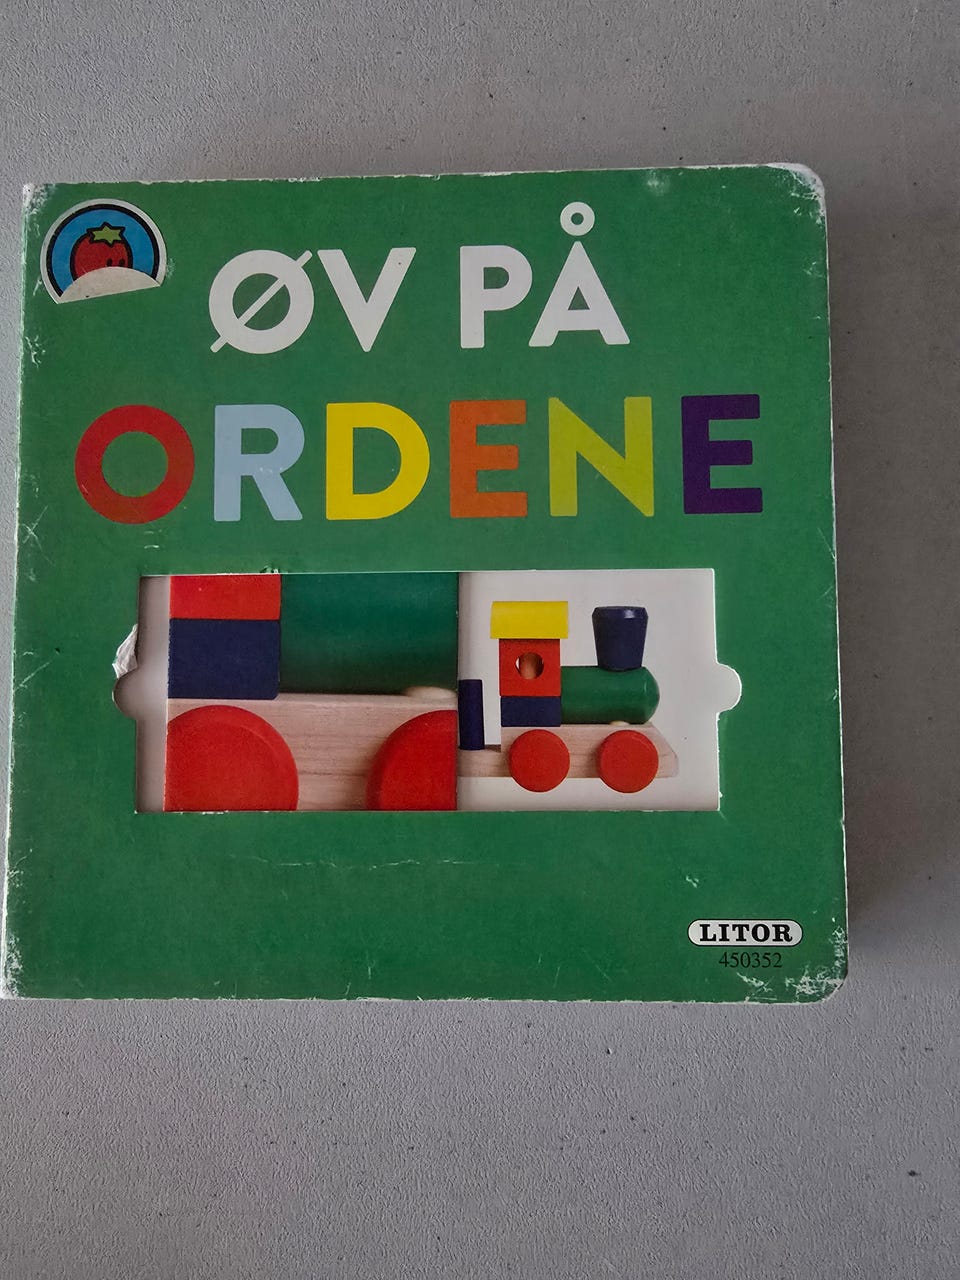 ØV PÅ
ORDENE
LITOR
450352